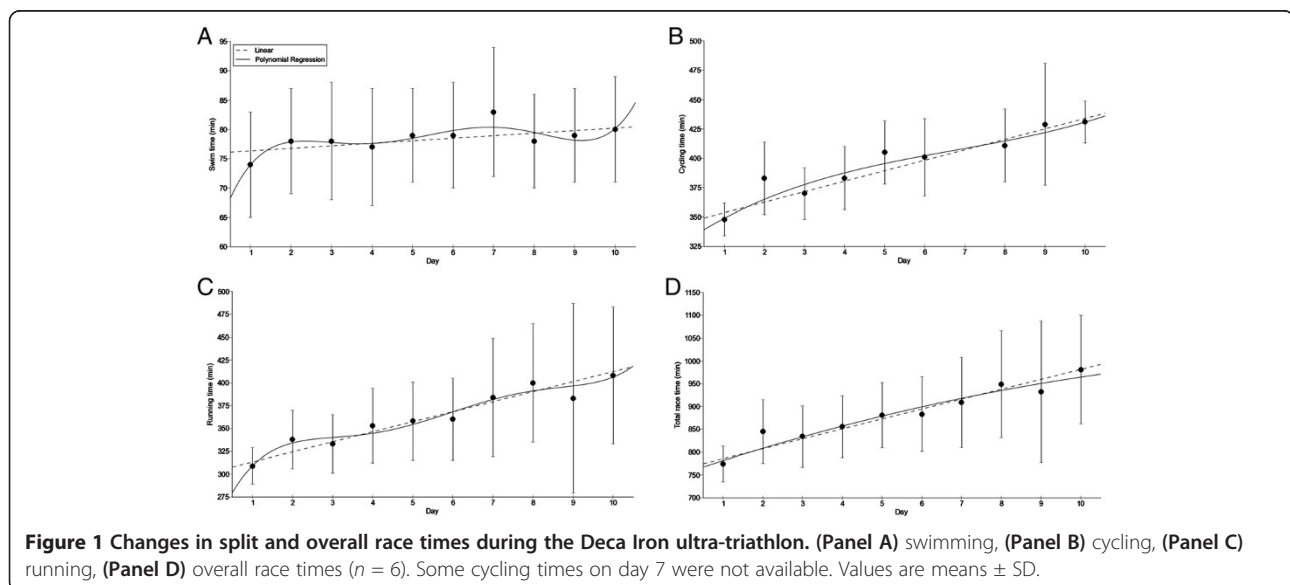 A
Linear
Polynomial Regression
Swim time (min)
95
90
85
80
75
70
65
60
1 2 3 4 5 6 7 8 9 10
Day
B
Cycling time (min)
500
475
450
425
400
375
350
325
1 2 3 4 5 6 7 8 9 10
Day
C
Running time (min)
500
475
450
425
400
375
350
325
300
275
1 2 3 4 5 6 7 8 9 10
Day
D
Total race time (min)
1150
1100
1050
1000
950
900
850
800
750
700
1 2 3 4 5 6 7 8 9 10
Day
Figure 1 Changes in split and overall race times during the Deca Iron ultra-triathlon. (Panel A) swimming, (Panel B) cycling, (Panel C)
running, (Panel D) overall race times (n = 6). Some cycling times on day 7 were not available. Values are means ± SD.